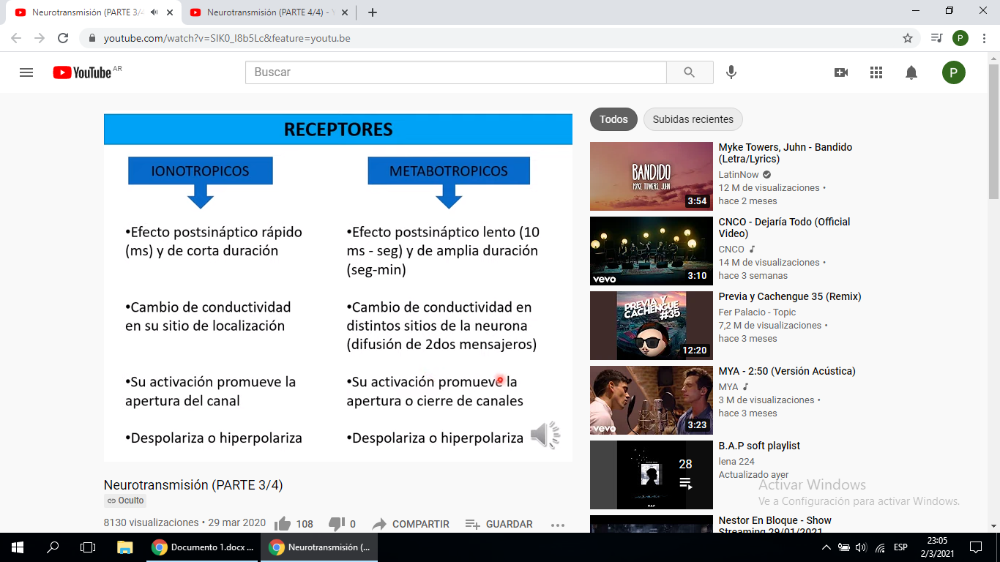 Neurotransmisión (PARTE 3/4
Neurotransmisión (PARTE 4/4) - Y
youtube.com/watch?v=SIK0_I8b5Lc&feature=youtu.be
P
YouTube AR
Buscar
P
RECEPTORES
IONOTROPICOS
METABOTROPICOS
•Efecto postsináptico rápido
(ms) y de corta duración
•Cambio de conductividad
en su sitio de localización
•Su activación promueve la
apertura del canal
•Despolariza o hiperpolariza
•Efecto postsináptico lento (10
ms - seg) y de amplia duración
(seg-min)
•Cambio de conductividad en
distintos sitios de la neurona
(difusión de 2dos mensajeros)
•Su activación promueve la
apertura o cierre de canales
•Despolariza o hiperpolariza
Neurotransmisión (PARTE 3/4)
Oculto
8130 visualizaciones • 29 mar 2020
108
0
COMPARTIR
GUARDAR
Todos
Subidas recientes
BANDIDO
MYKE TOWERS, JUHN
3:54
Myke Towers, Juhn - Bandido
(Letra/Lyrics)
LatinNow
12 M de visualizaciones •
hace 2 meses
vevo
3:10
CNCO - Dejaría Todo (Official
Video)
CNCO
14 M de visualizaciones •
hace 3 semanas
PREVIA Y
CACHENGUE
#35
12:20
Previa y Cachengue 35 (Remix)
Fer Palacio - Topic
7,2 M de visualizaciones •
hace 3 meses
vevo
3:23
MYA - 2:50 (Versión Acústica)
MYA
3 M de visualizaciones •
hace 3 meses
28
B.A.P
B.A.P soft playlist
lena 224
Actualizado ayer
Nestor En Bloque - Show
Streaming 29/01/2021
Activar Windows
Ve a Configuración para activar Windows.
Documento 1.docx ...
Neurotransmisión (...
ESP
23:05
2/3/2021